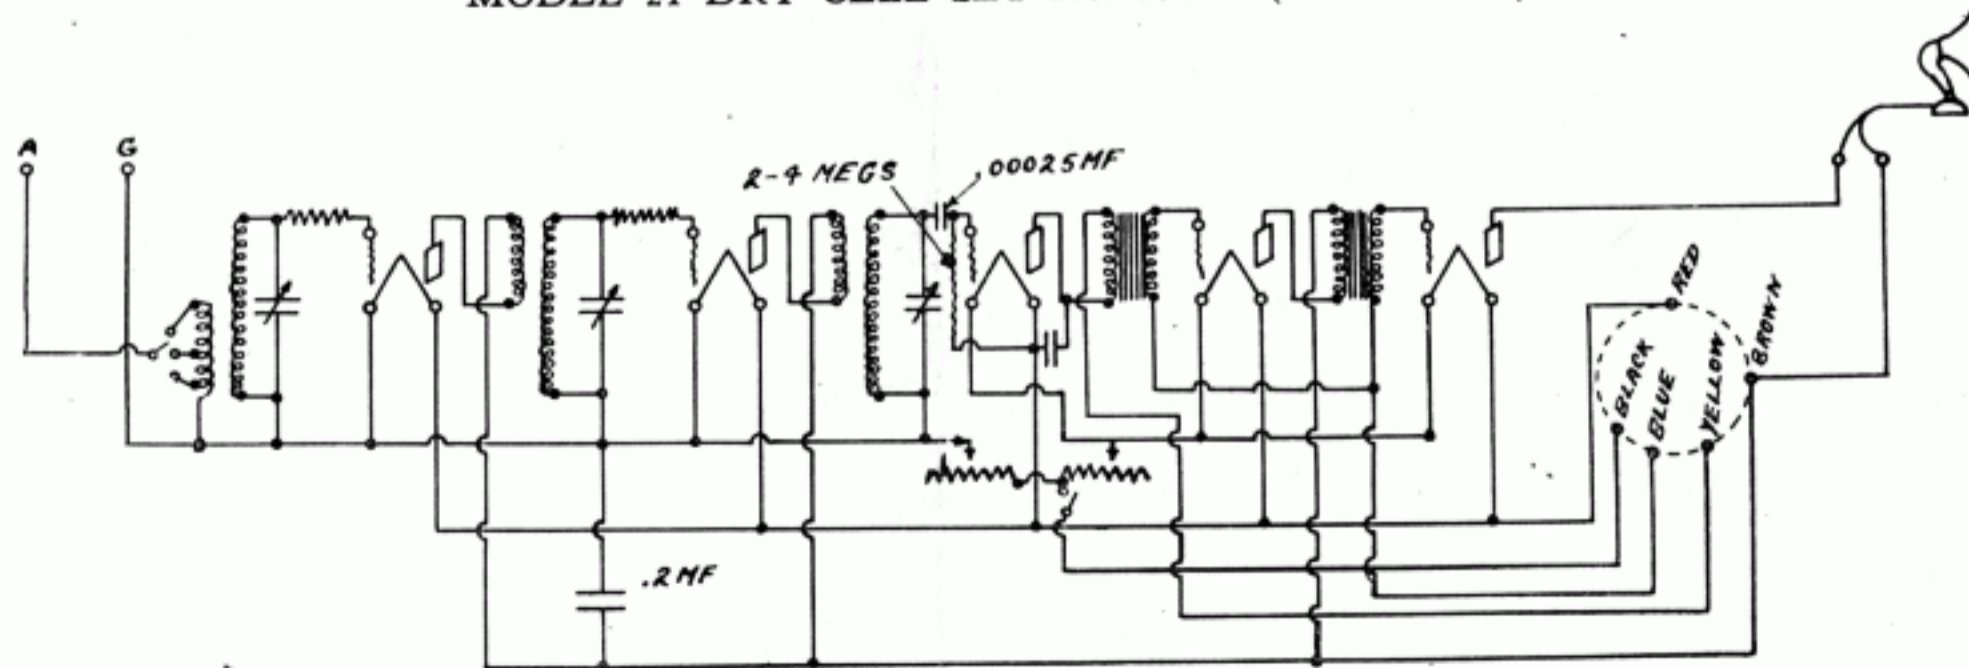 A
G
2-4 MEGS
.00025MF
RED
BROWN
BLACK
BLUE
YELLOW
.2MF